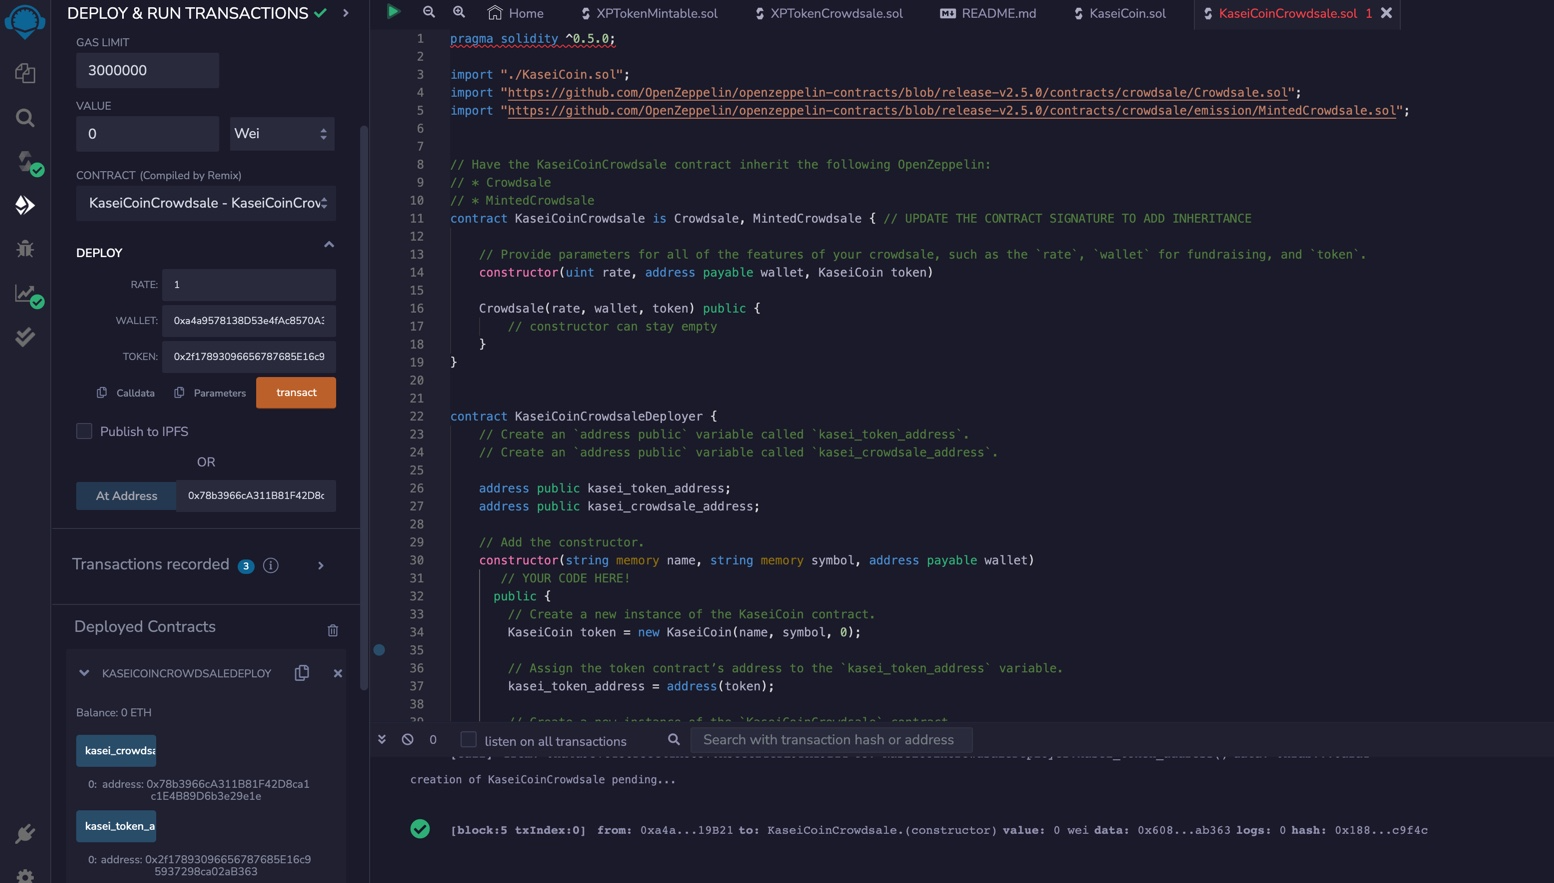 DEPLOY & RUN TRANSACTIONS
GAS LIMIT
3000000
VALUE
0
Wei
CONTRACT (Compiled by Remix)
KaseiCoinCrowdsale - KaseiCoinCrow
DEPLOY
RATE: 1
WALLET: 0xa4a9578138D53e4fAc8570A3
TOKEN: 0x2f17893096656787685E16c9
Calldata Parameters transact
Publish to IPFS
OR
At Address 0x78b3966cA311B81F42D8c
Transactions recorded 3
Deployed Contracts
KASEICOINCROWDSALEDEPLOY
Balance: 0 ETH
kasei_crowdsa
0: address: 0x78b3966cA311B81F42D8ca1
c1E4B89D6b3e29e1e
kasei_token_a
0: address: 0x2f17893096656787685E16c9
5937298ca02aB363
Home XPTokenMintable.sol XPTokenCrowdsale.sol README.md KaseiCoin.sol KaseiCoinCrowdsale.sol 1
1 pragma solidity ^0.5.0;
2
3 import "./KaseiCoin.sol";
4 import "https://github.com/OpenZeppelin/openzeppelin-contracts/blob/release-v2.5.0/contracts/crowdsale/Crowdsale.sol";
5 import "https://github.com/OpenZeppelin/openzeppelin-contracts/blob/release-v2.5.0/contracts/crowdsale/emission/MintedCrowdsale.sol";
6
7
8 // Have the KaseiCoinCrowdsale contract inherit the following OpenZeppelin:
9 // * Crowdsale
10 // * MintedCrowdsale
11 contract KaseiCoinCrowdsale is Crowdsale, MintedCrowdsale { // UPDATE THE CONTRACT SIGNATURE TO ADD INHERITANCE
12
13 // Provide parameters for all of the features of your crowdsale, such as the `rate`, `wallet` for fundraising, and `token`.
14 constructor(uint rate, address payable wallet, KaseiCoin token)
15
16 Crowdsale(rate, wallet, token) public {
17 // constructor can stay empty
18 }
19 }
20
21
22 contract KaseiCoinCrowdsaleDeployer {
23 // Create an `address public` variable called `kasei_token_address`.
24 // Create an `address public` variable called `kasei_crowdsale_address`.
25
26 address public kasei_token_address;
27 address public kasei_crowdsale_address;
28
29 // Add the constructor.
30 constructor(string memory name, string memory symbol, address payable wallet)
31 // YOUR CODE HERE!
32 public {
33 // Create a new instance of the KaseiCoin contract.
34 KaseiCoin token = new KaseiCoin(name, symbol, 0);
35
36 // Assign the token contract's address to the `kasei_token_address` variable.
37 kasei_token_address = address(token);
38
39 // Create a new instance of the `KaseiCoinCrowdsale` contract
0 listen on all transactions Search with transaction hash or address
creation of KaseiCoinCrowdsale pending...
[block:5 txIndex:0] from: 0xa4a...19B21 to: KaseiCoinCrowdsale.(constructor) value: 0 wei data: 0x608...ab363 logs: 0 hash: 0x188...c9f4c